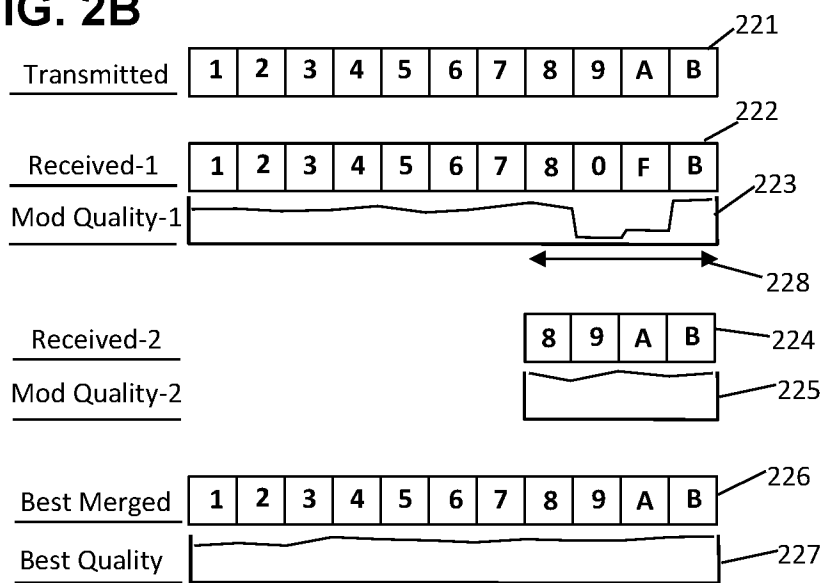 IG. 2B
221
Transmitted 1 2 3 4 5 6 7 8 9 A B
222
Received-1 1 2 3 4 5 6 7 8 0 F B
223
Mod Quality-1
228
Received-2 8 9 A B 224
Mod Quality-2 225
226
Best Merged 1 2 3 4 5 6 7 8 9 A B
Best Quality 227